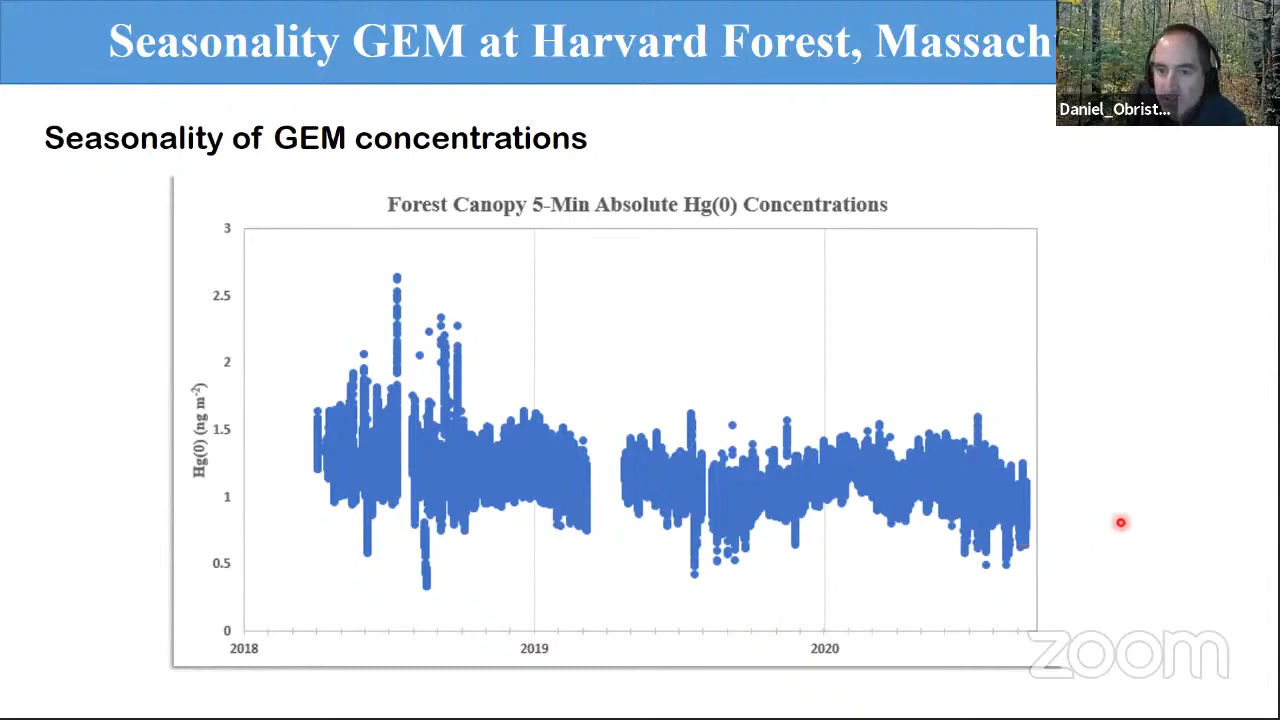 Seasonality GEM at Harvard Forest, Massach
Daniel_Obrist...
Seasonality of GEM concentrations
Forest Canopy 5-Min Absolute Hg(0) Concentrations
Hg(0) (ng m-2)
3
2.5
2
1.5
1
0.5
0
2018
2019
2020
zoom